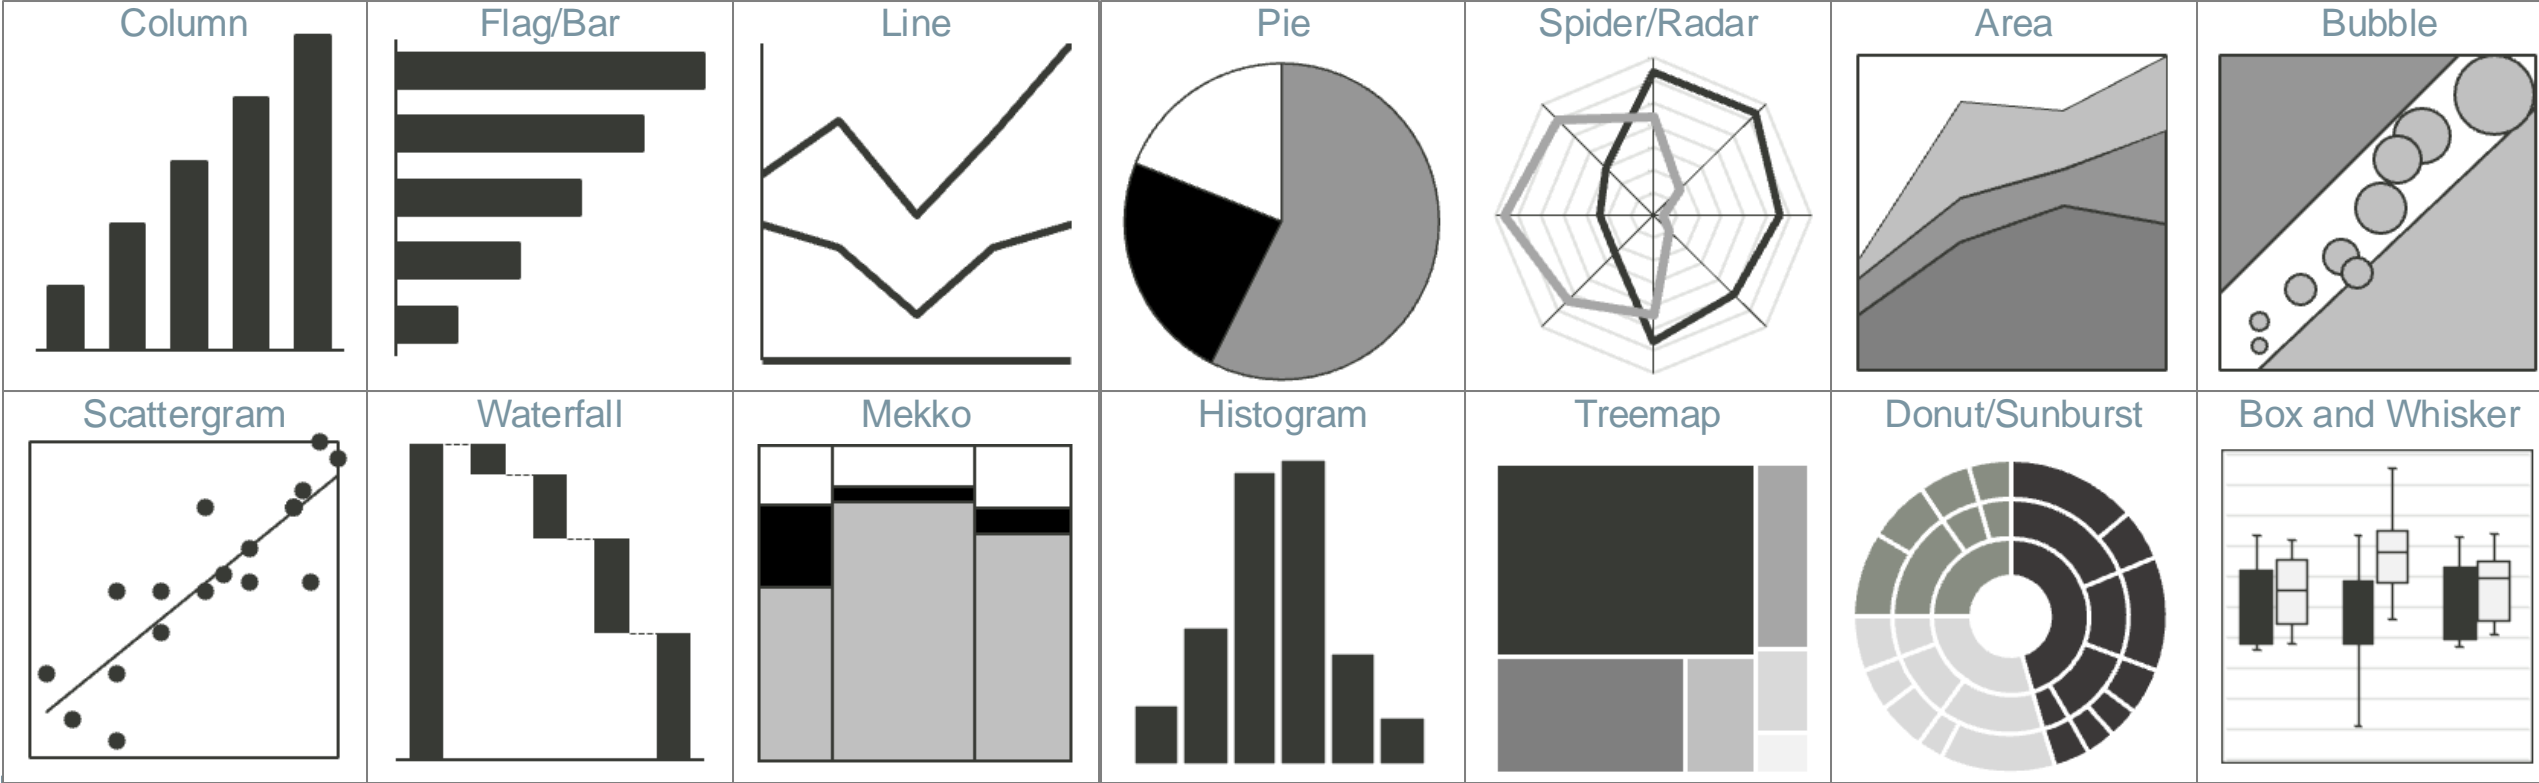 Column
Flag/Bar
Line
Pie
Spider/Radar
Area
Bubble
Scattergram
Waterfall
Mekko
Histogram
Treemap
Donut/Sunburst
Box and Whisker